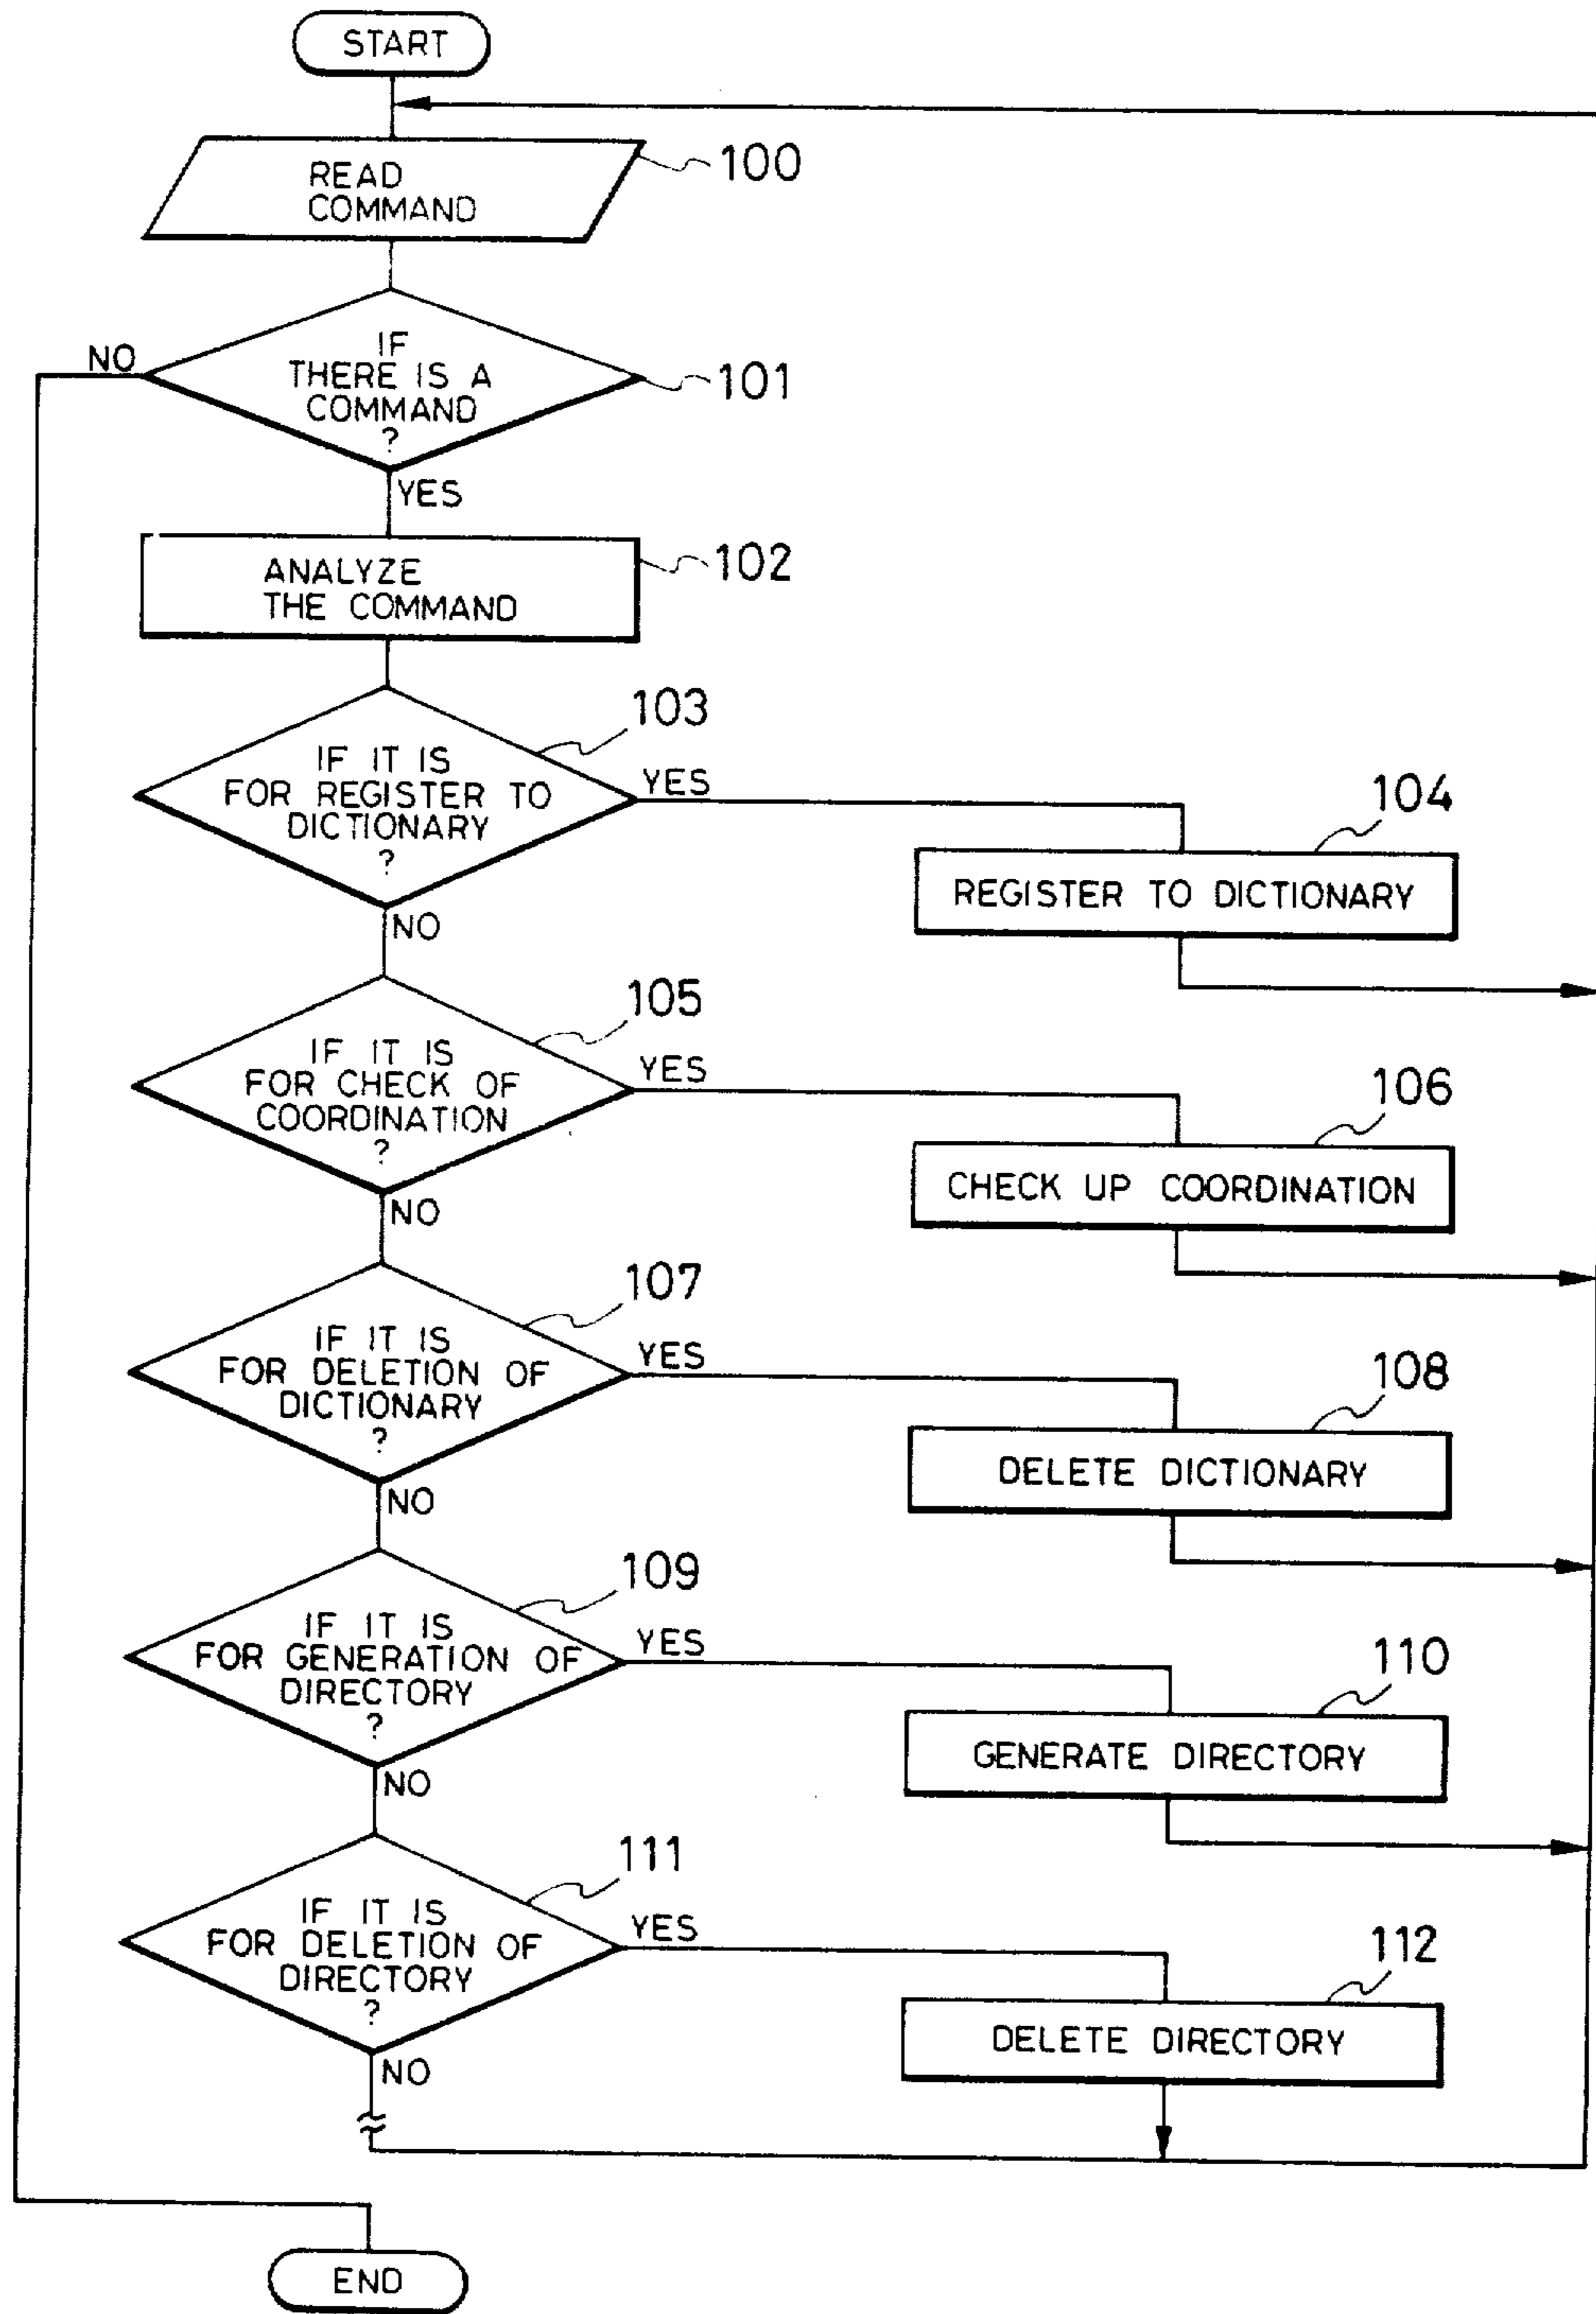 START
READ
COMMAND
100
IF
THERE IS A
COMMAND
?
NO
101
YES
ANALYZE
THE COMMAND
102
103
IF IT IS
FOR REGISTER TO
DICTIONARY
?
YES
104
REGISTER TO DICTIONARY
NO
105
IF IT IS
FOR CHECK OF
COORDINATION
?
YES
106
CHECK UP COORDINATION
NO
107
IF IT IS
FOR DELETION OF
DICTIONARY
?
YES
108
DELETE DICTIONARY
NO
109
IF IT IS
FOR GENERATION OF
DIRECTORY
?
YES
110
GENERATE DIRECTORY
NO
111
IF IT IS
FOR DELETION OF
DIRECTORY
?
YES
112
DELETE DIRECTORY
NO
END